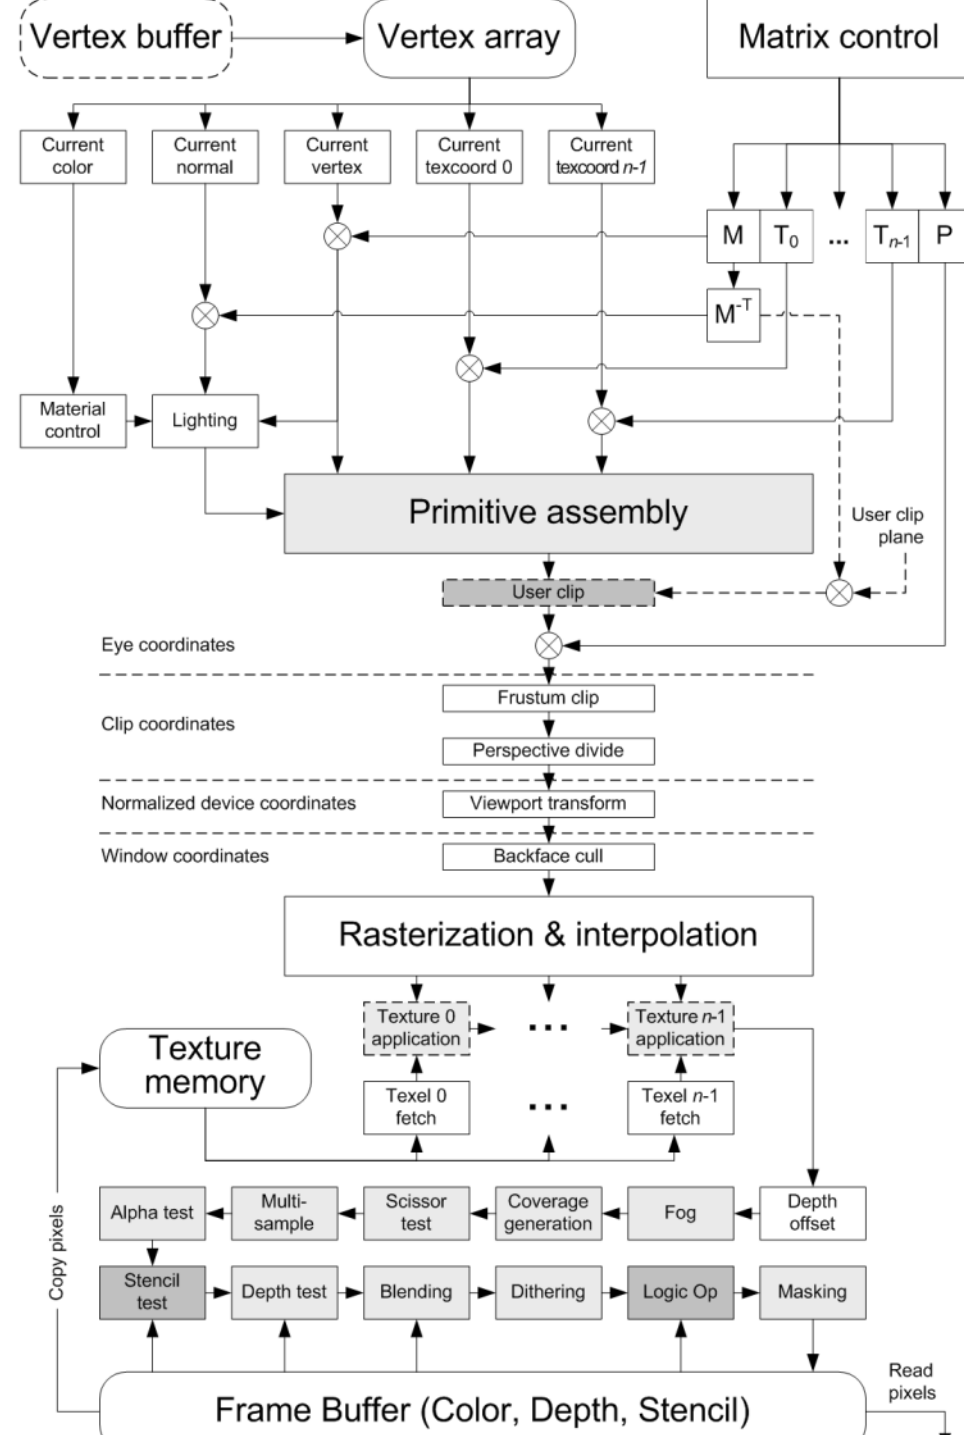 Vertex buffer
Vertex array
Matrix control
Current
color
Current
normal
Current
vertex
Current
texcoord 0
Current
texcoord n-1
M
T0
...
Tn-1
P
M-T
Material
control
Lighting
Primitive assembly
User clip
plane
User clip
Eye coordinates
Frustum clip
Clip coordinates
Perspective divide
Normalized device coordinates
Viewport transform
Window coordinates
Backface cull
Rasterization & interpolation
Texture 0
application
...
Texture n-1
application
Texture
memory
Texel 0
fetch
...
Texel n-1
fetch
Copy pixels
Alpha test
Multi-
sample
Scissor
test
Coverage
generation
Fog
Depth
offset
Stencil
test
Depth test
Blending
Dithering
Logic Op
Masking
Read
pixels
Frame Buffer (Color, Depth, Stencil)